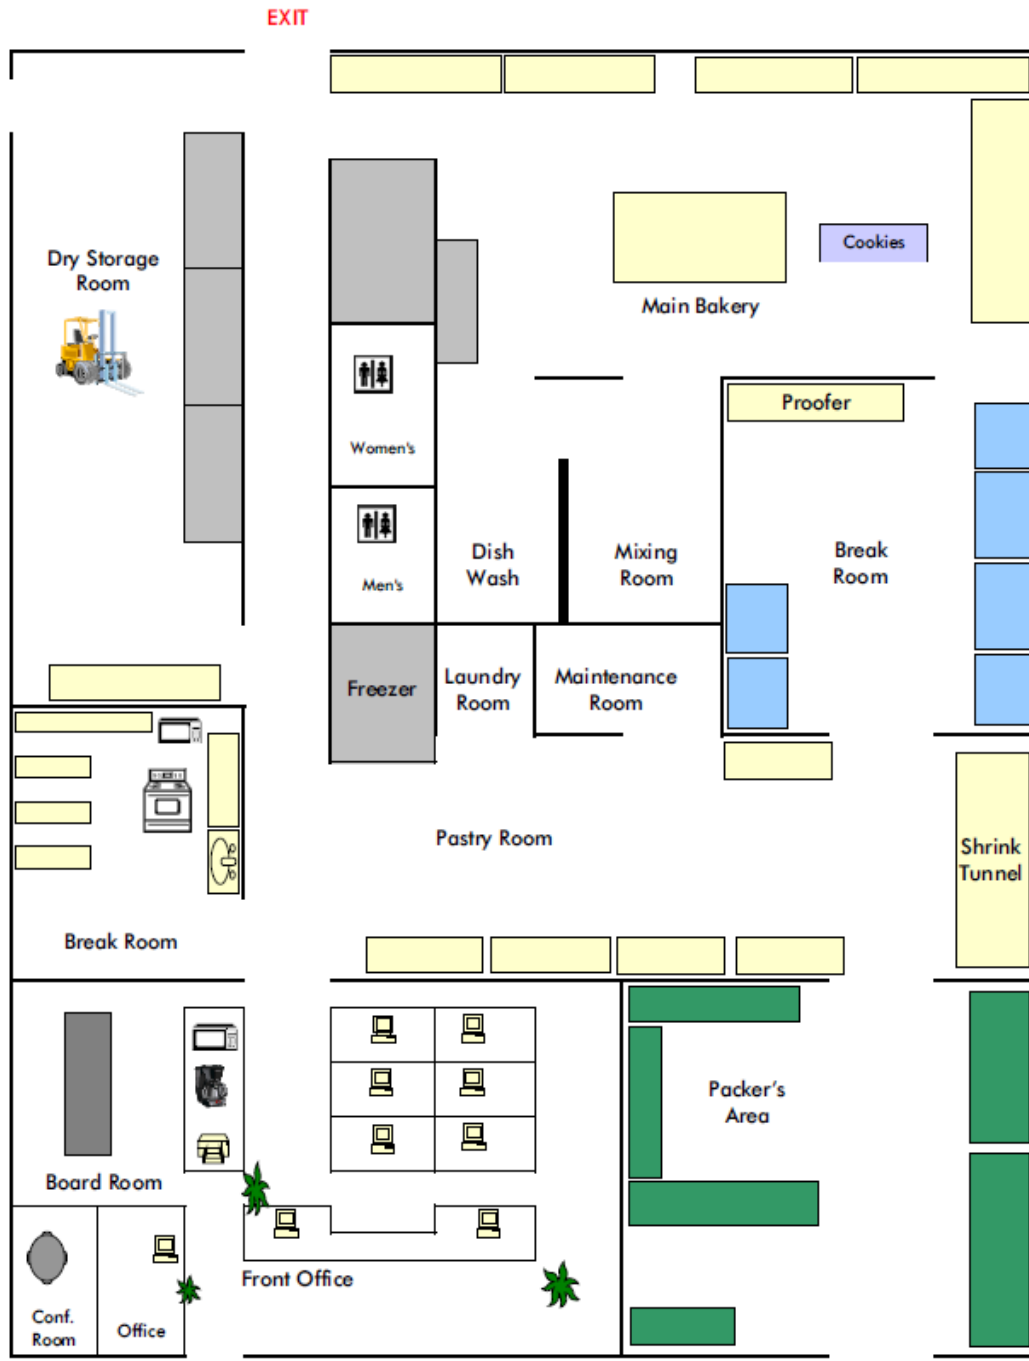 EXIT
Dry Storage
Room
Cookies
Main Bakery
Proofer
Women's
Men's
Dish
Wash
Mixing
Room
Break
Room
Freezer
Laundry
Room
Maintenance
Room
Pastry Room
Shrink
Tunnel
Break Room
Packer's
Area
Board Room
Front Office
Conf.
Room
Office